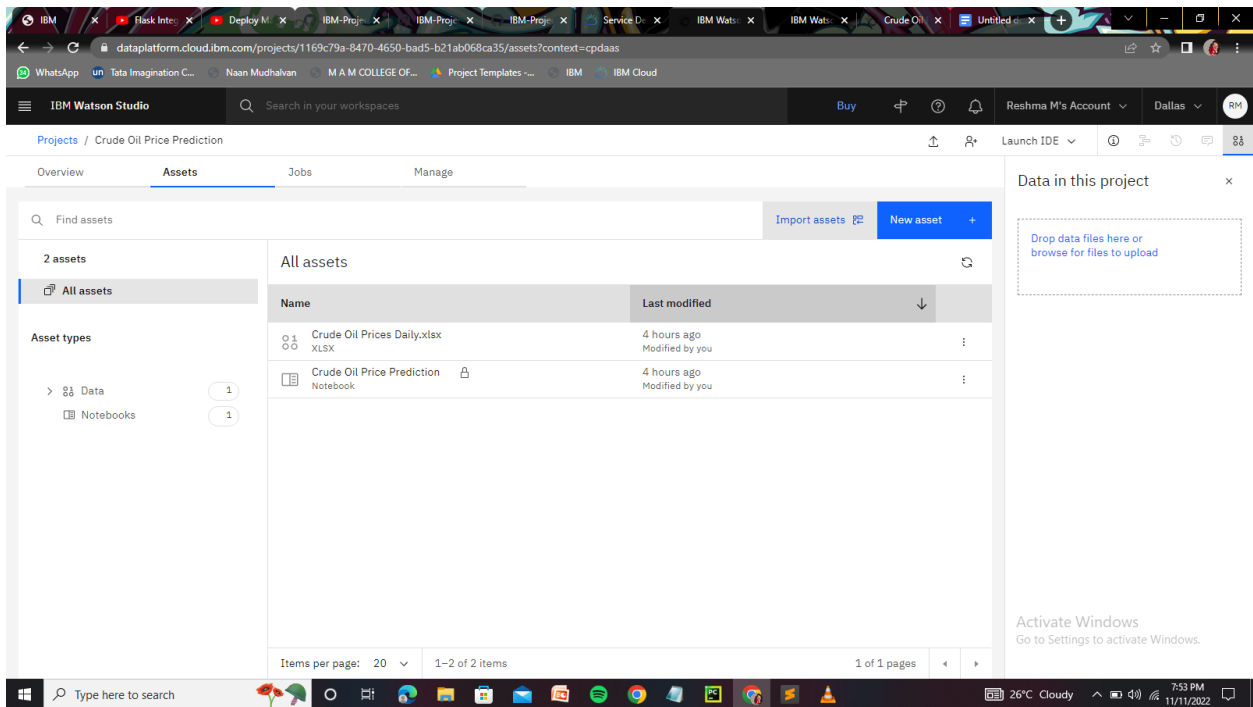 IBM
Flask Integ
Deploy M
IBM-Proje
IBM-Proje
IBM-Proje
Service De
IBM Watso
IBM Wats
Crude Oil
Untitled d
dataplatform.cloud.ibm.com/projects/1169c79a-8470-4650-bad5-b21ab068ca35/assets?context=cpdaas
WhatsApp
Tata Imagination C...
Naan Mudhalvan
M A M COLLEGE OF...
Project Templates -...
IBM
IBM Cloud
IBM Watson Studio
Search in your workspaces
Buy
Reshma M's Account
Dallas
RM
Projects / Crude Oil Price Prediction
Launch IDE
Overview
Assets
Jobs
Manage
Data in this project
Find assets
Import assets
New asset +
Drop data files here or
browse for files to upload
2 assets
All assets
All assets
Name
Last modified
Asset types
Crude Oil Prices Daily.xlsx
XLSX
4 hours ago
Modified by you
Crude Oil Price Prediction
Notebook
4 hours ago
Modified by you
Data 1
Notebooks 1
Activate Windows
Go to Settings to activate Windows.
Items per page: 20
1–2 of 2 items
1 of 1 pages
Type here to search
26°C Cloudy
7:53 PM
11/11/2022